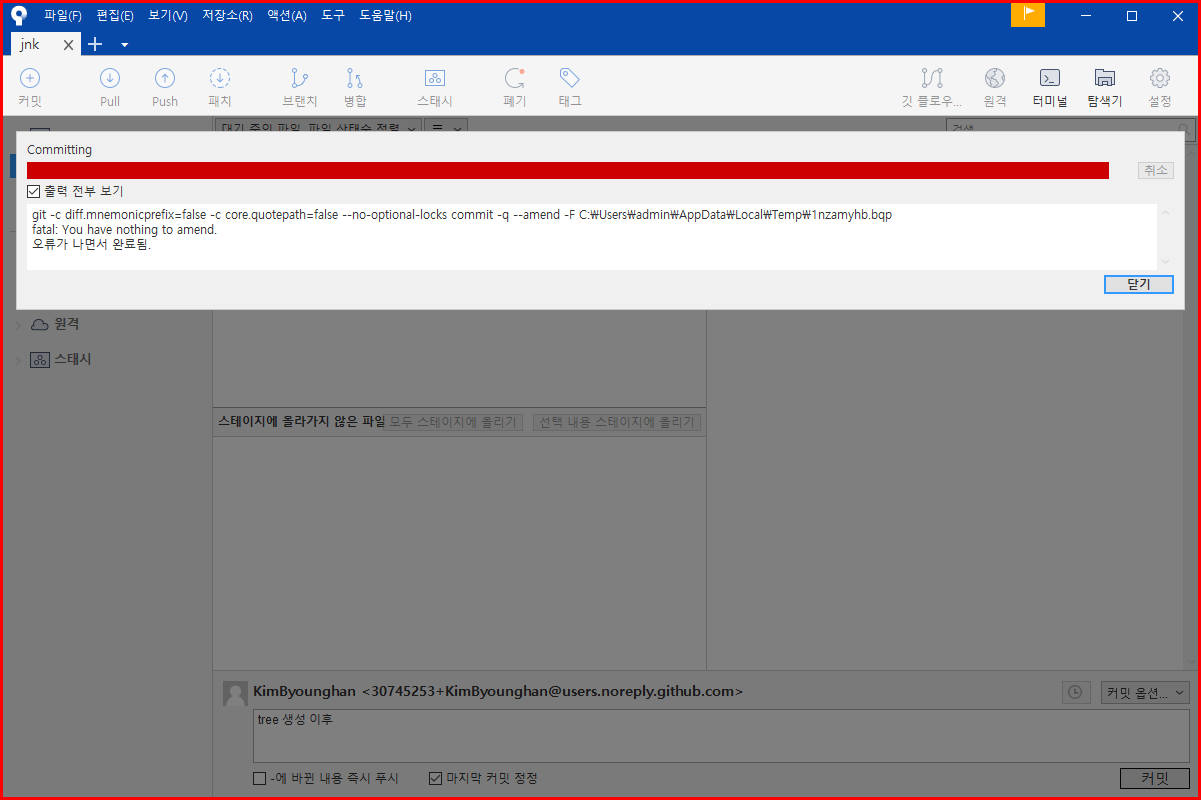 파일(F) 편집(E) 보기(V) 저장소(R) 액션(A) 도구 도움말(H)
jnk
커밋 Pull Push 패치 브랜치 병합 스태시 폐기 태그 깃 플로우... 원격 터미널 탐색기 설정
대기 중인 파일, 파일 상태순 정렬
검색
Committing
취소
출력 전부 보기
git -c diff.mnemonicprefix=false -c core.quotepath=false --no-optional-locks commit -q --amend -F C:₩Users₩admin₩AppData₩Local₩Temp₩1nzamyhb.bqp
fatal: You have nothing to amend.
오류가 나면서 완료됨.
닫기
원격
스태시
스테이지에 올라가지 않은 파일 모두 스테이지에 올리기 선택 내용 스테이지에 올리기
KimByounghan <30745253+KimByounghan@users.noreply.github.com>
커밋 옵션...
tree 생성 이후
-에 바뀐 내용 즉시 푸시 마지막 커밋 정정
커밋